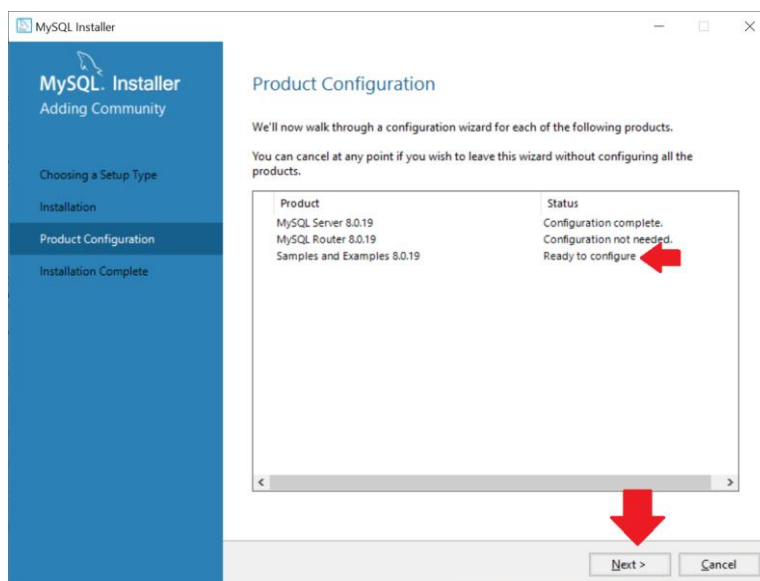 MySQL Installer
MySQL. Installer
Adding Community
Choosing a Setup Type
Installation
Product Configuration
Installation Complete
Product Configuration
We'll now walk through a configuration wizard for each of the following products.
You can cancel at any point if you wish to leave this wizard without configuring all the
products.
Product Status
MySQL Server 8.0.19 Configuration complete.
MySQL Router 8.0.19 Configuration not needed.
Samples and Examples 8.0.19 Ready to configure
Next > Cancel